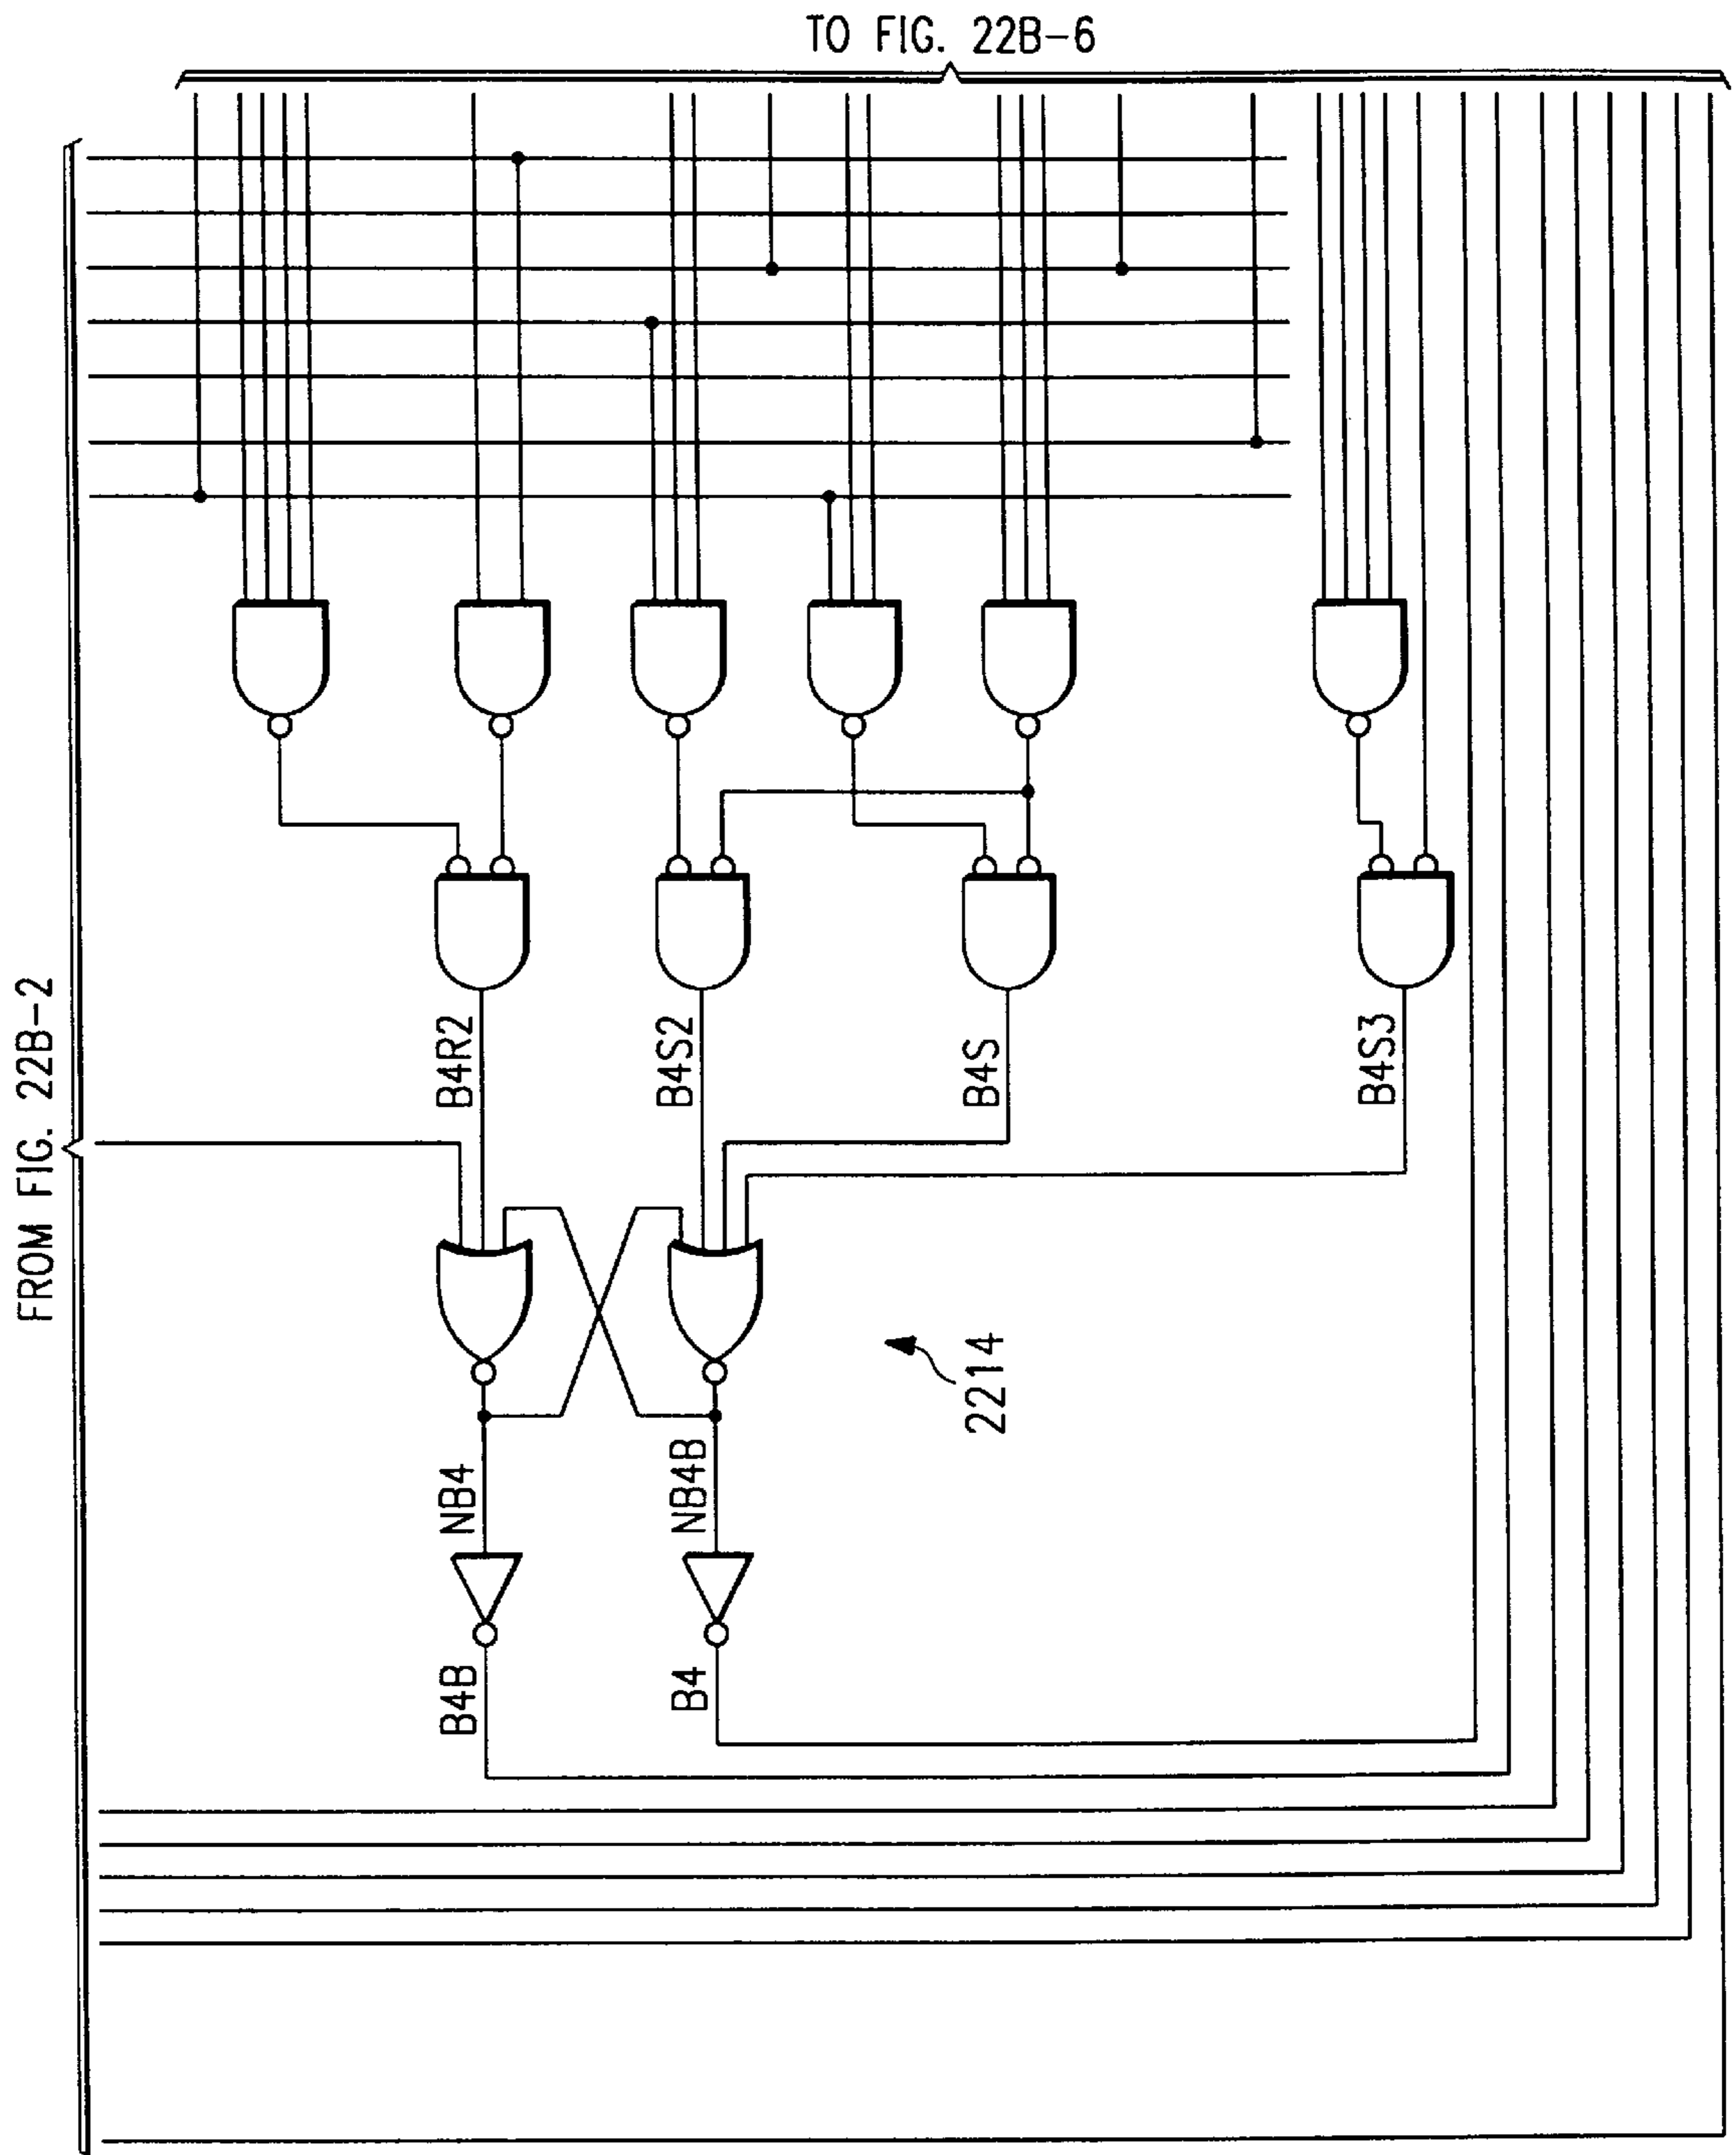 TO FIG. 22B-6
FROM FIG. 22B-2
B4R2
B4S2
B4S
B4S3
2214
NB4
NB4B
B4B
B4